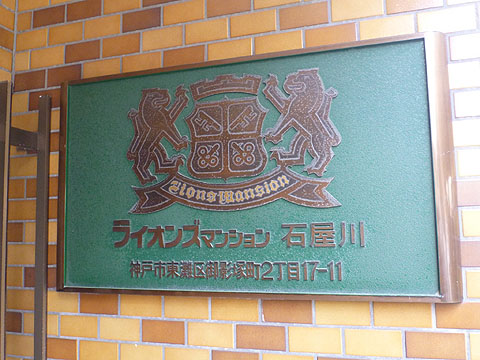 Lions Mansion
ライオンズマンション 石屋川
神戸市東灘区御影塚町2丁目17-11